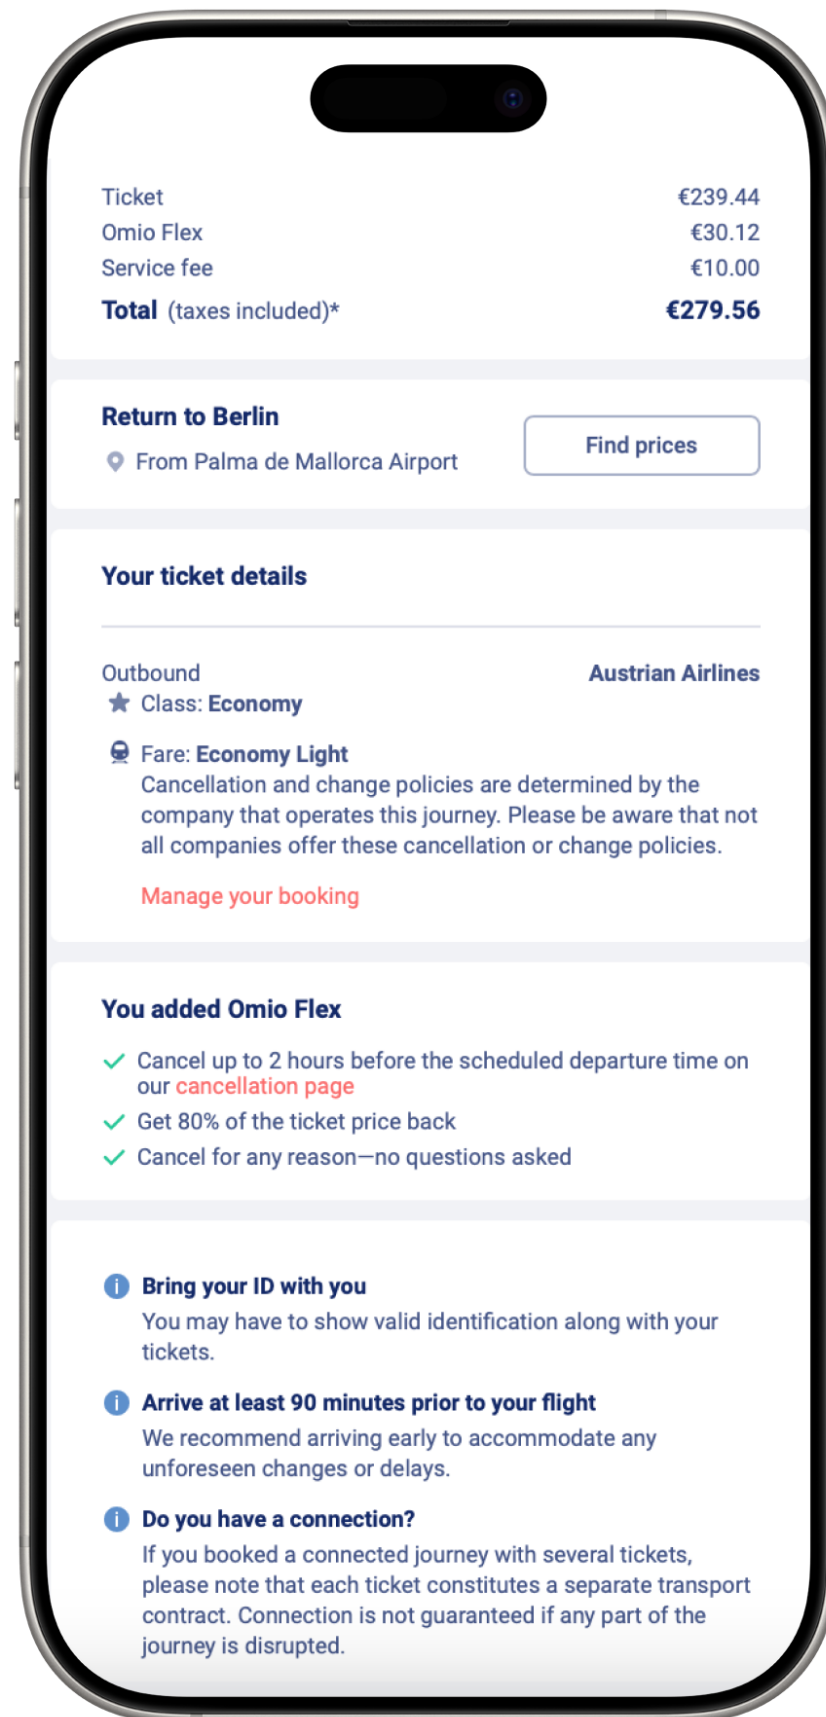 Ticket €239.44
Omio Flex €30.12
Service fee €10.00
Total (taxes included)* €279.56
Return to Berlin
From Palma de Mallorca Airport
Find prices
Your ticket details
Outbound Austrian Airlines
Class: Economy
Fare: Economy Light
Cancellation and change policies are determined by the
company that operates this journey. Please be aware that not
all companies offer these cancellation or change policies.
Manage your booking
You added Omio Flex
Cancel up to 2 hours before the scheduled departure time on
our cancellation page
Get 80% of the ticket price back
Cancel for any reason—no questions asked
Bring your ID with you
You may have to show valid identification along with your
tickets.
Arrive at least 90 minutes prior to your flight
We recommend arriving early to accommodate any
unforeseen changes or delays.
Do you have a connection?
If you booked a connected journey with several tickets,
please note that each ticket constitutes a separate transport
contract. Connection is not guaranteed if any part of the
journey is disrupted.